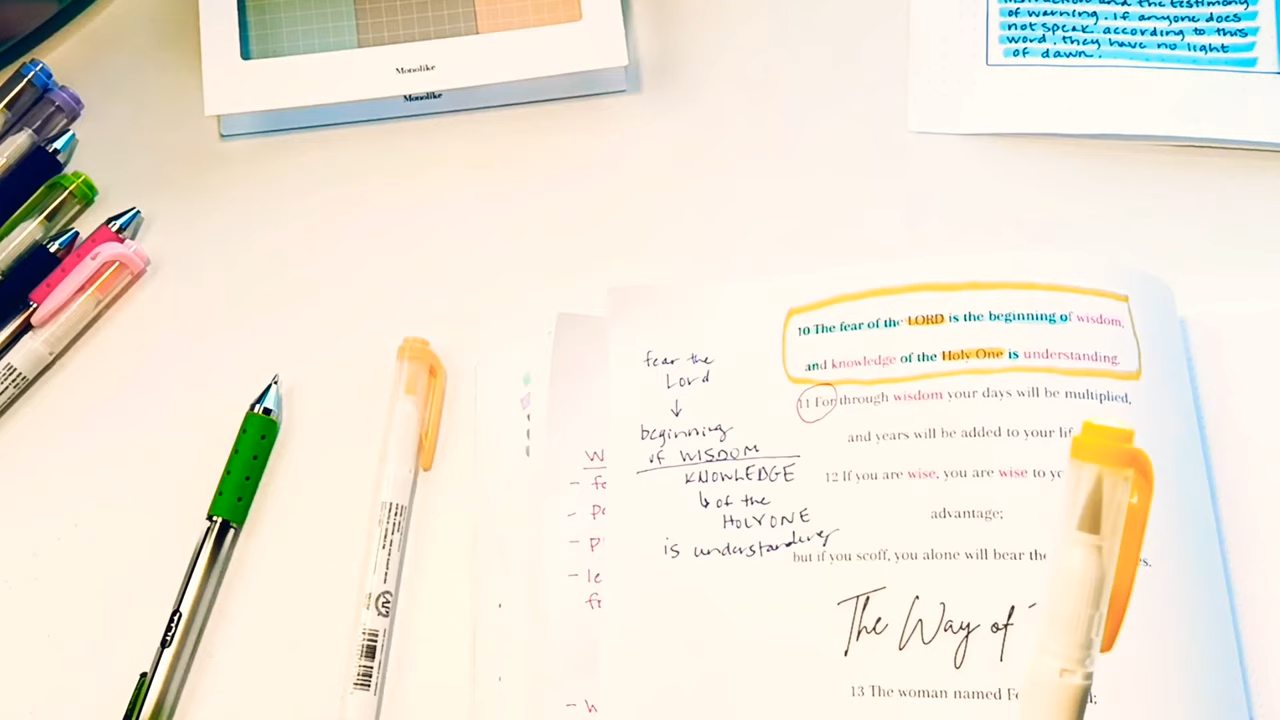 Monolike
Monolike
instruction and the testimony
of warning. If anyone does
not speak according to this
word, they have no light
of dawn.
10 The fear of the LORD is the beginning of wisdom,
and knowledge of the Holy One is understanding.
11 For through wisdom your days will be multiplied,
and years will be added to your
12 If you are wise, you are wise to
advantage;
but if you scoff, you alone will bear
The Way of
13 The woman named
fear the
Lord
↓
beginning
of WISDOM
KNOWLEDGE
↳ of the
HOLY ONE
is understanding
W
- fe
- pe
- p
- le
fr
- h